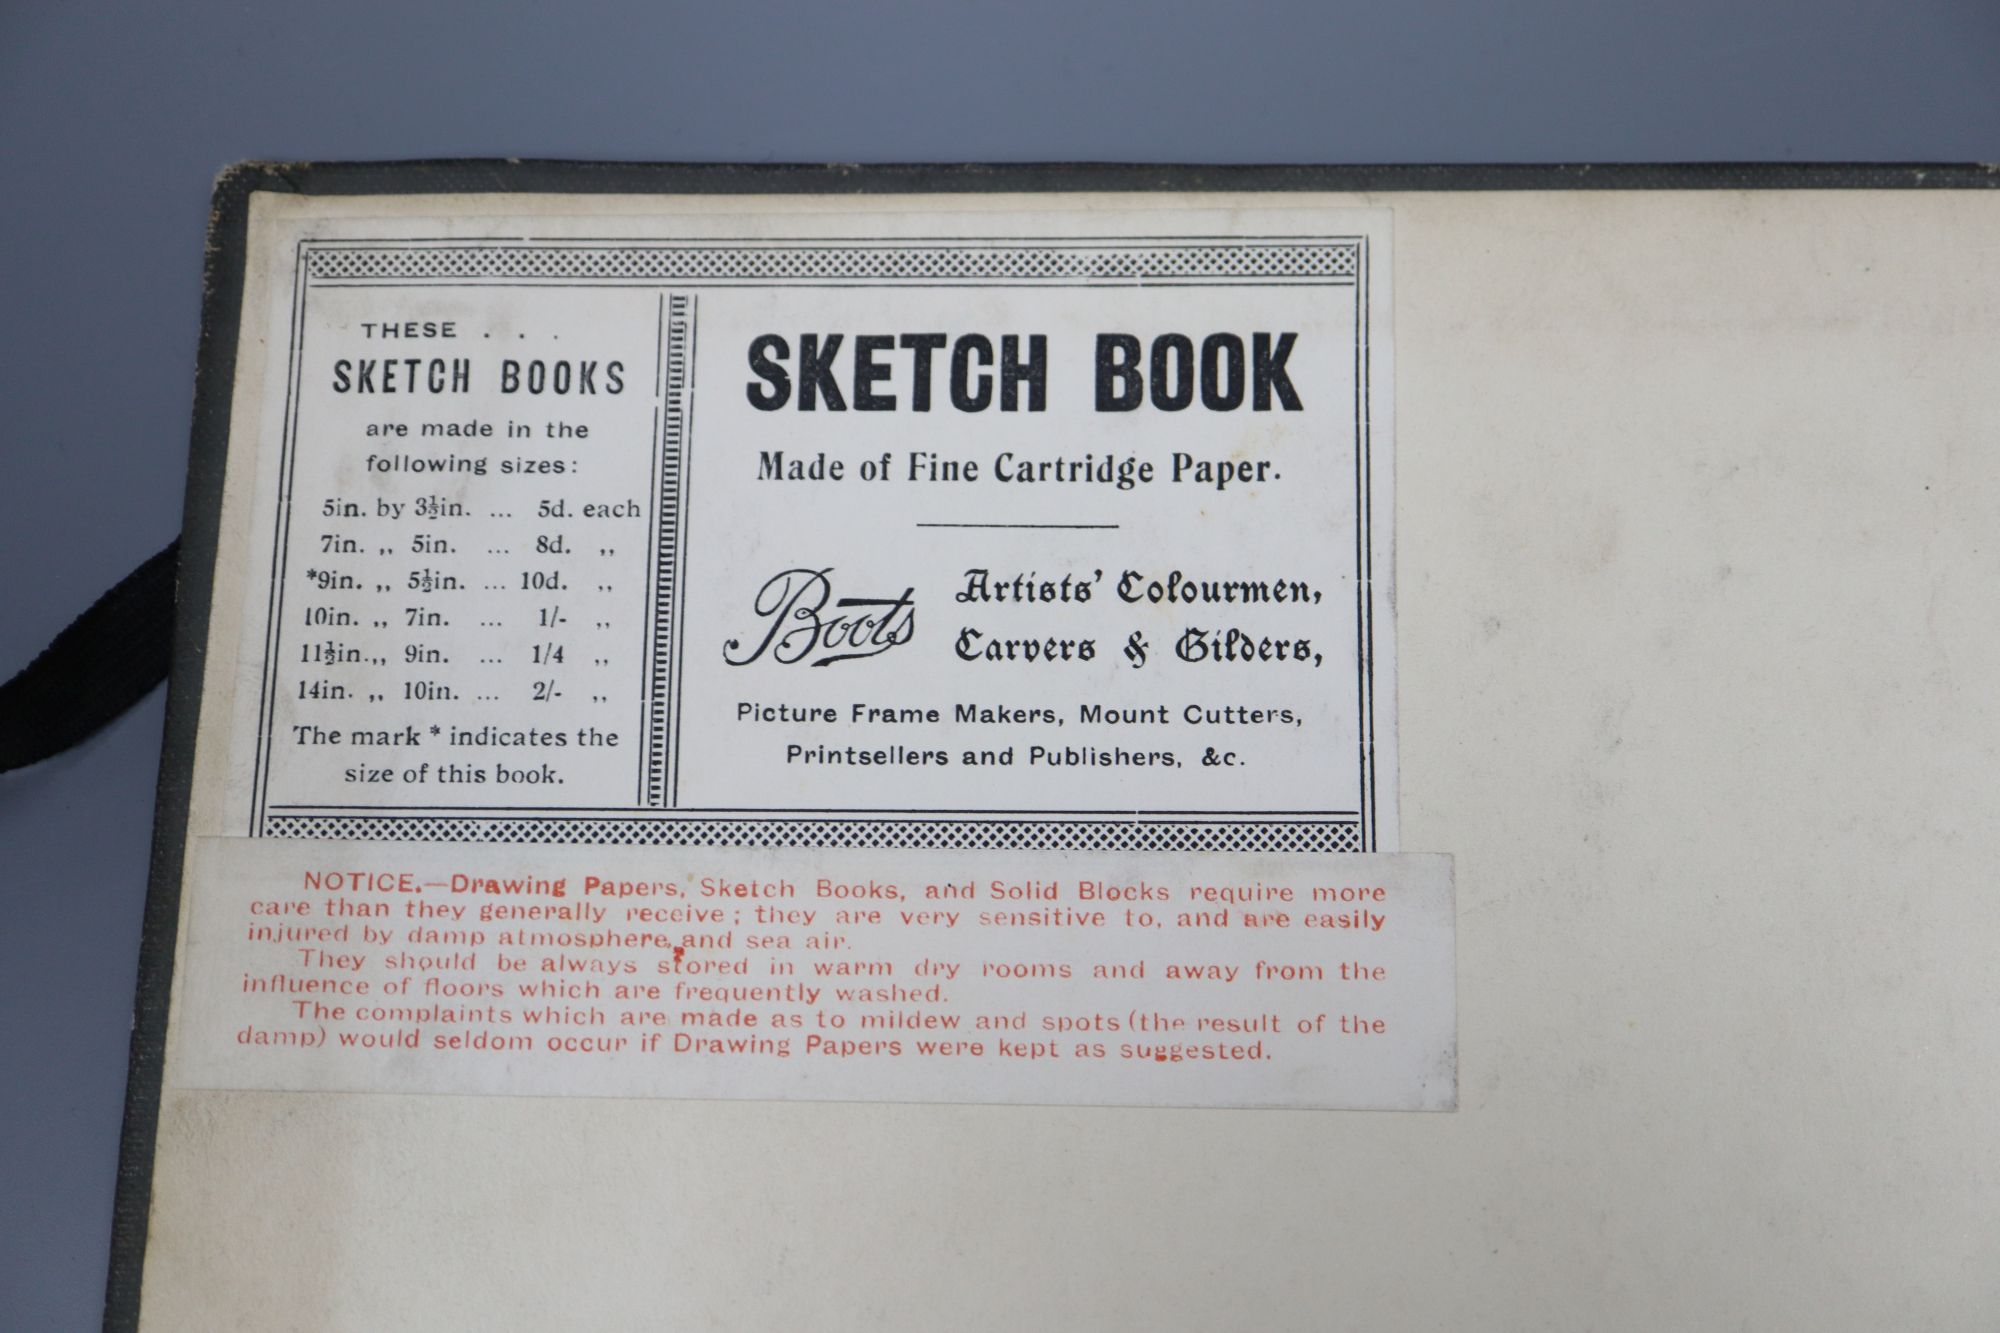 THESE . . .
SKETCH BOOKS
are made in the
following sizes:
5in. by 3½in. ... 5d. each
7in. ,, 5in. ... 8d. ,,
*9in. ,, 5½in. ... 10d. ,,
10in. ,, 7in. ... 1/- ,,
11½in. ,, 9in. ... 1/4 ,,
14in. ,, 10in. ... 2/- ,,
The mark * indicates the
size of this book.
SKETCH BOOK
Made of Fine Cartridge Paper.
Boots Artists' Colourmen,
Carvers & Gilders,
Picture Frame Makers, Mount Cutters,
Printsellers and Publishers, &c.
NOTICE.—Drawing Papers, Sketch Books, and Solid Blocks require more
care than they generally receive; they are very sensitive to, and are easily
injured by damp atmosphere, and sea air.
They should be always stored in warm dry rooms and away from the
influence of floors which are frequently washed.
The complaints which are made as to mildew and spots (the result of the
damp) would seldom occur if Drawing Papers were kept as suggested.